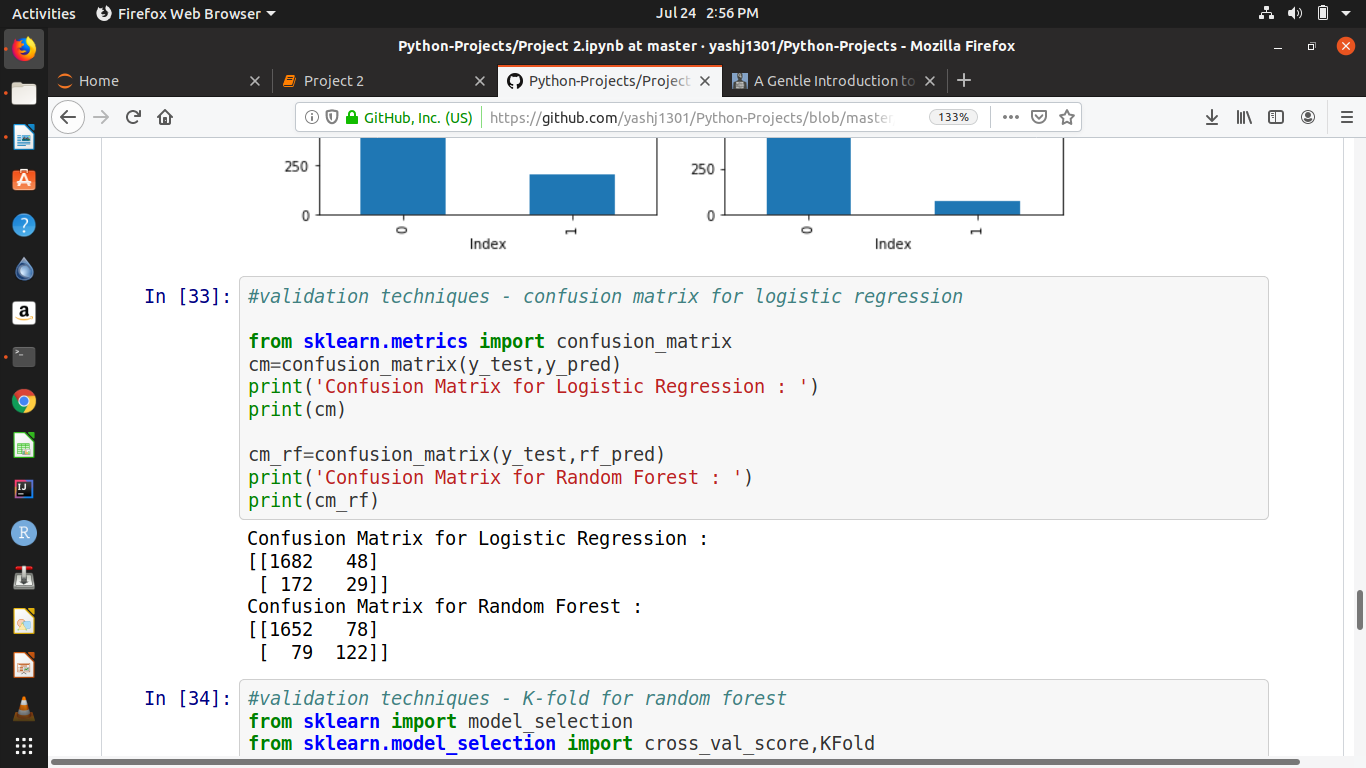 Activities Firefox Web Browser Jul 24 2:56 PM
Python-Projects/Project 2.ipynb at master · yashj1301/Python-Projects - Mozilla Firefox
Home Project 2 Python-Projects/Project A Gentle Introduction to
GitHub, Inc. (US) https://github.com/yashj1301/Python-Projects/blob/master 133%
250 250
0 0
0 1 0 1
Index Index
In [33]: #validation techniques - confusion matrix for logistic regression
from sklearn.metrics import confusion_matrix
cm=confusion_matrix(y_test,y_pred)
print('Confusion Matrix for Logistic Regression : ')
print(cm)
cm_rf=confusion_matrix(y_test,rf_pred)
print('Confusion Matrix for Random Forest : ')
print(cm_rf)
Confusion Matrix for Logistic Regression :
[[1682   48]
 [ 172   29]]
Confusion Matrix for Random Forest :
[[1652   78]
 [  79  122]]
In [34]: #validation techniques - K-fold for random forest
from sklearn import model_selection
from sklearn.model_selection import cross_val_score,KFold